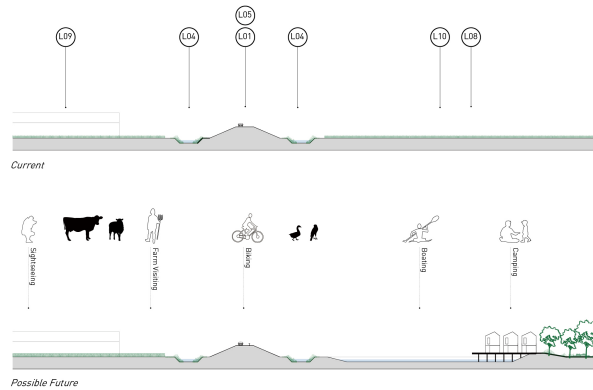 L05
L09
L04
L01
L04
L10
L08
Current
Sightseeing
Farm Visiting
Biking
Boating
Camping
Possible Future